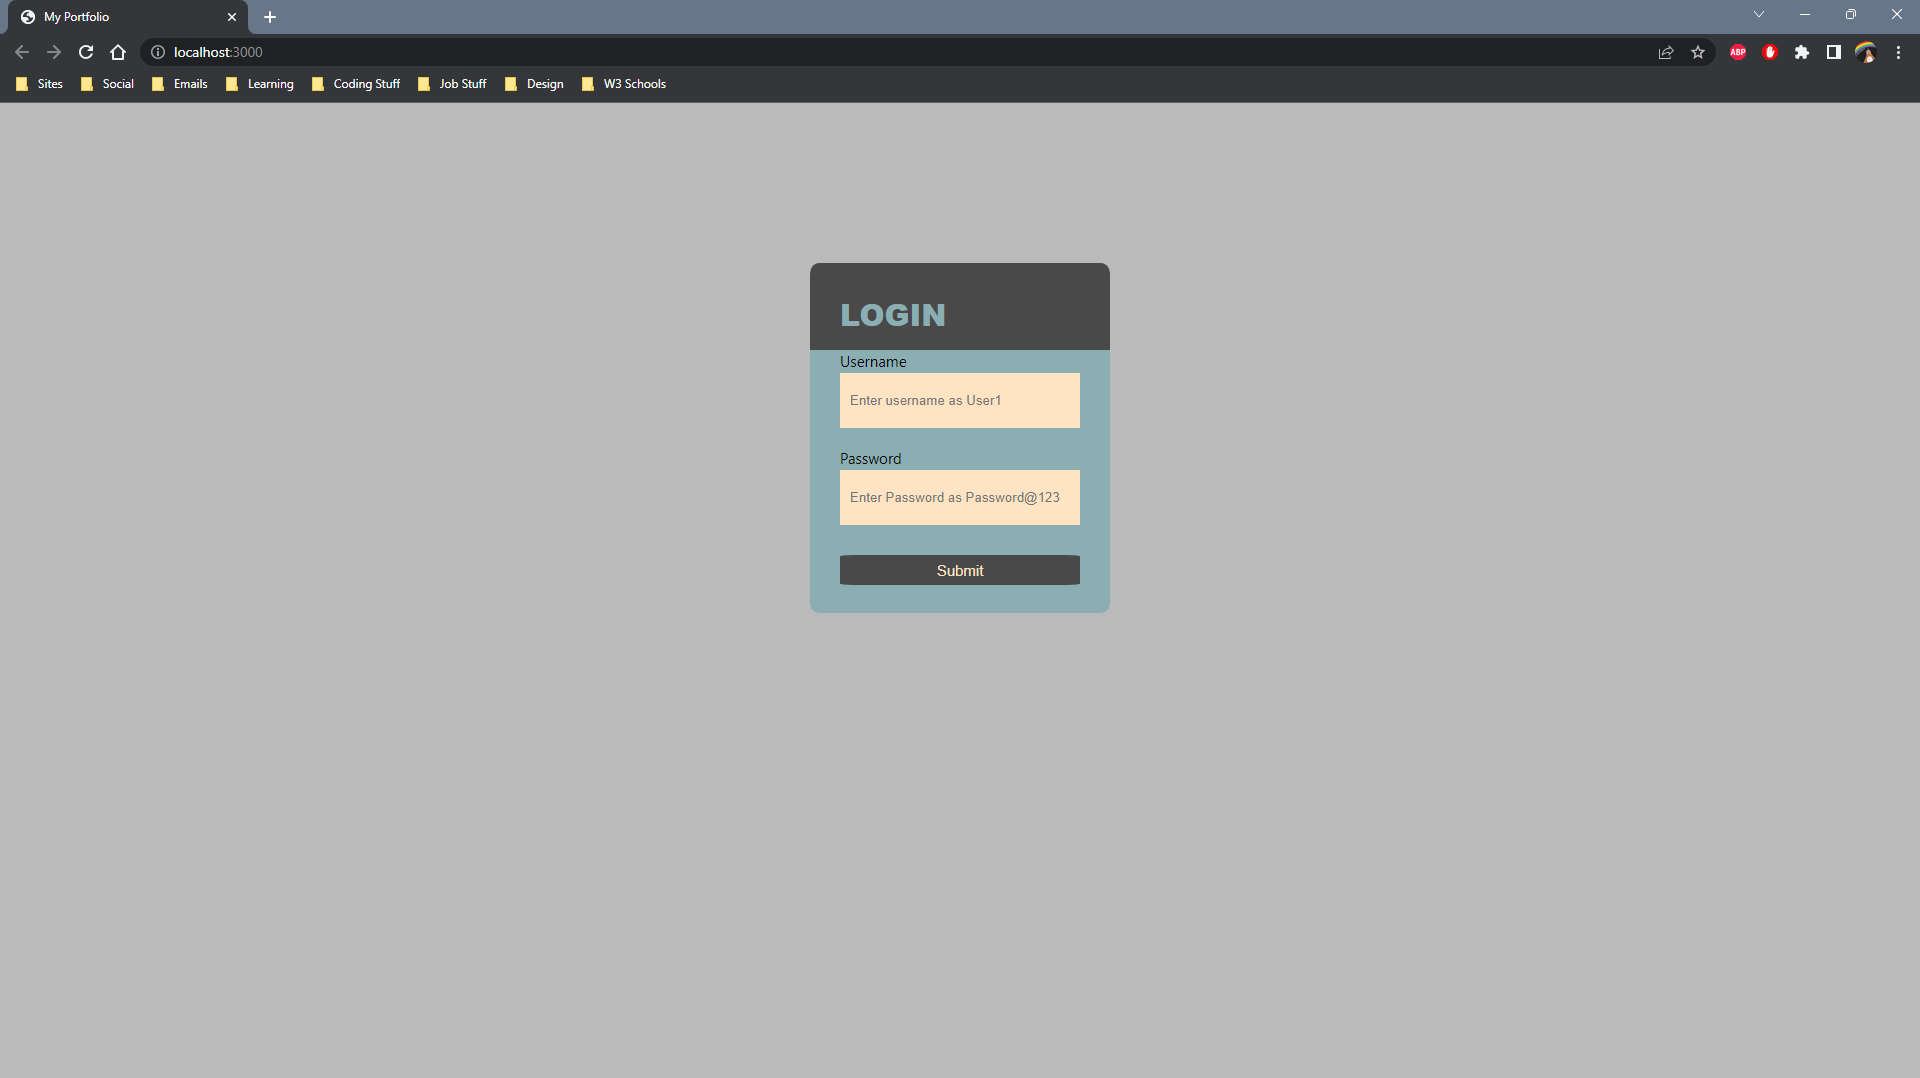 My Portfolio
localhost:3000
ABP
Sites Social Emails Learning Coding Stuff Job Stuff Design W3 Schools
LOGIN
Username
Enter username as User1
Password
Enter Password as Password@123
Submit